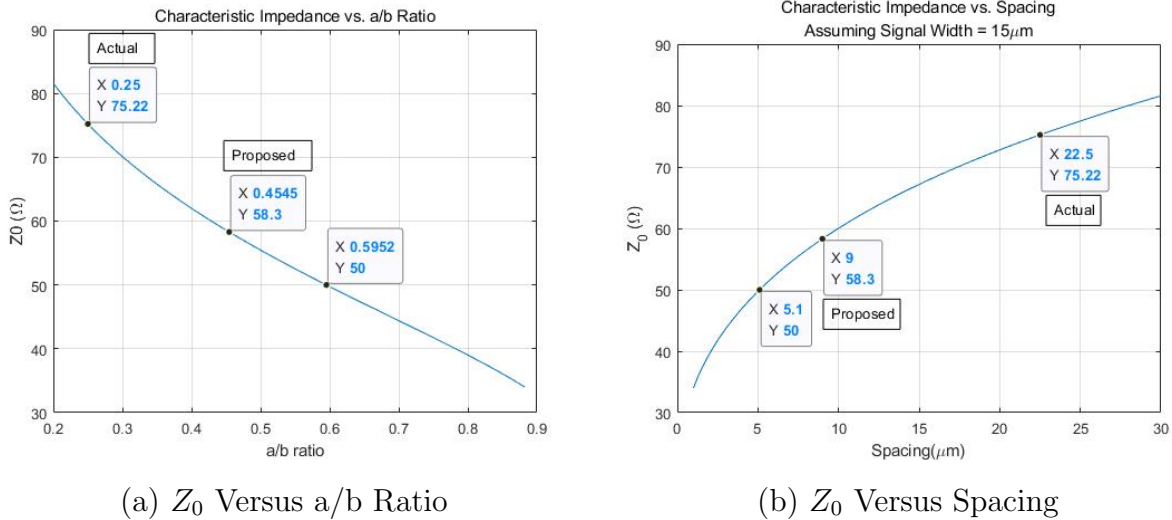 Characteristic Impedance vs. a/b Ratio
90
80
70
60
50
40
30
Z0 (Ω)
Actual
X 0.25
Y 75.22
Proposed
X 0.4545
Y 58.3
X 0.5952
Y 50
0.2 0.3 0.4 0.5 0.6 0.7 0.8 0.9
a/b ratio
(a) Z₀ Versus a/b Ratio
Characteristic Impedance vs. Spacing
Assuming Signal Width = 15μm
90
80
70
60
50
40
30
Z₀ (Ω)
X 22.5
Y 75.22
Actual
X 9
Y 58.3
Proposed
X 5.1
Y 50
0 5 10 15 20 25 30
Spacing(μm)
(b) Z₀ Versus Spacing